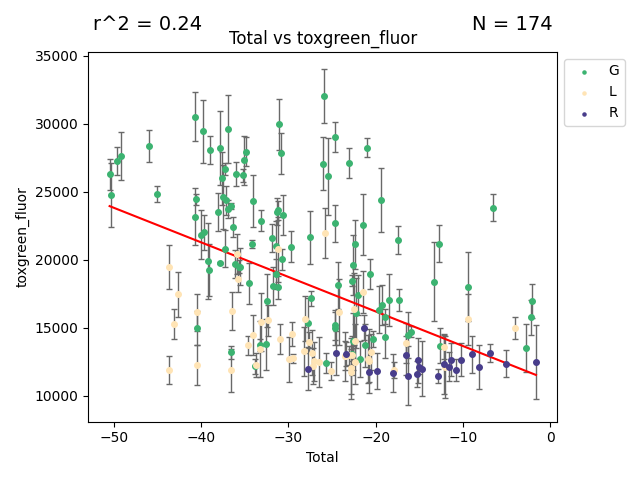 r^2 = 0.24 N = 174
Total vs toxgreen_fluor
35000
30000
25000
20000
15000
10000
toxgreen_fluor
−50 −40 −30 −20 −10 0
Total
G
L
R